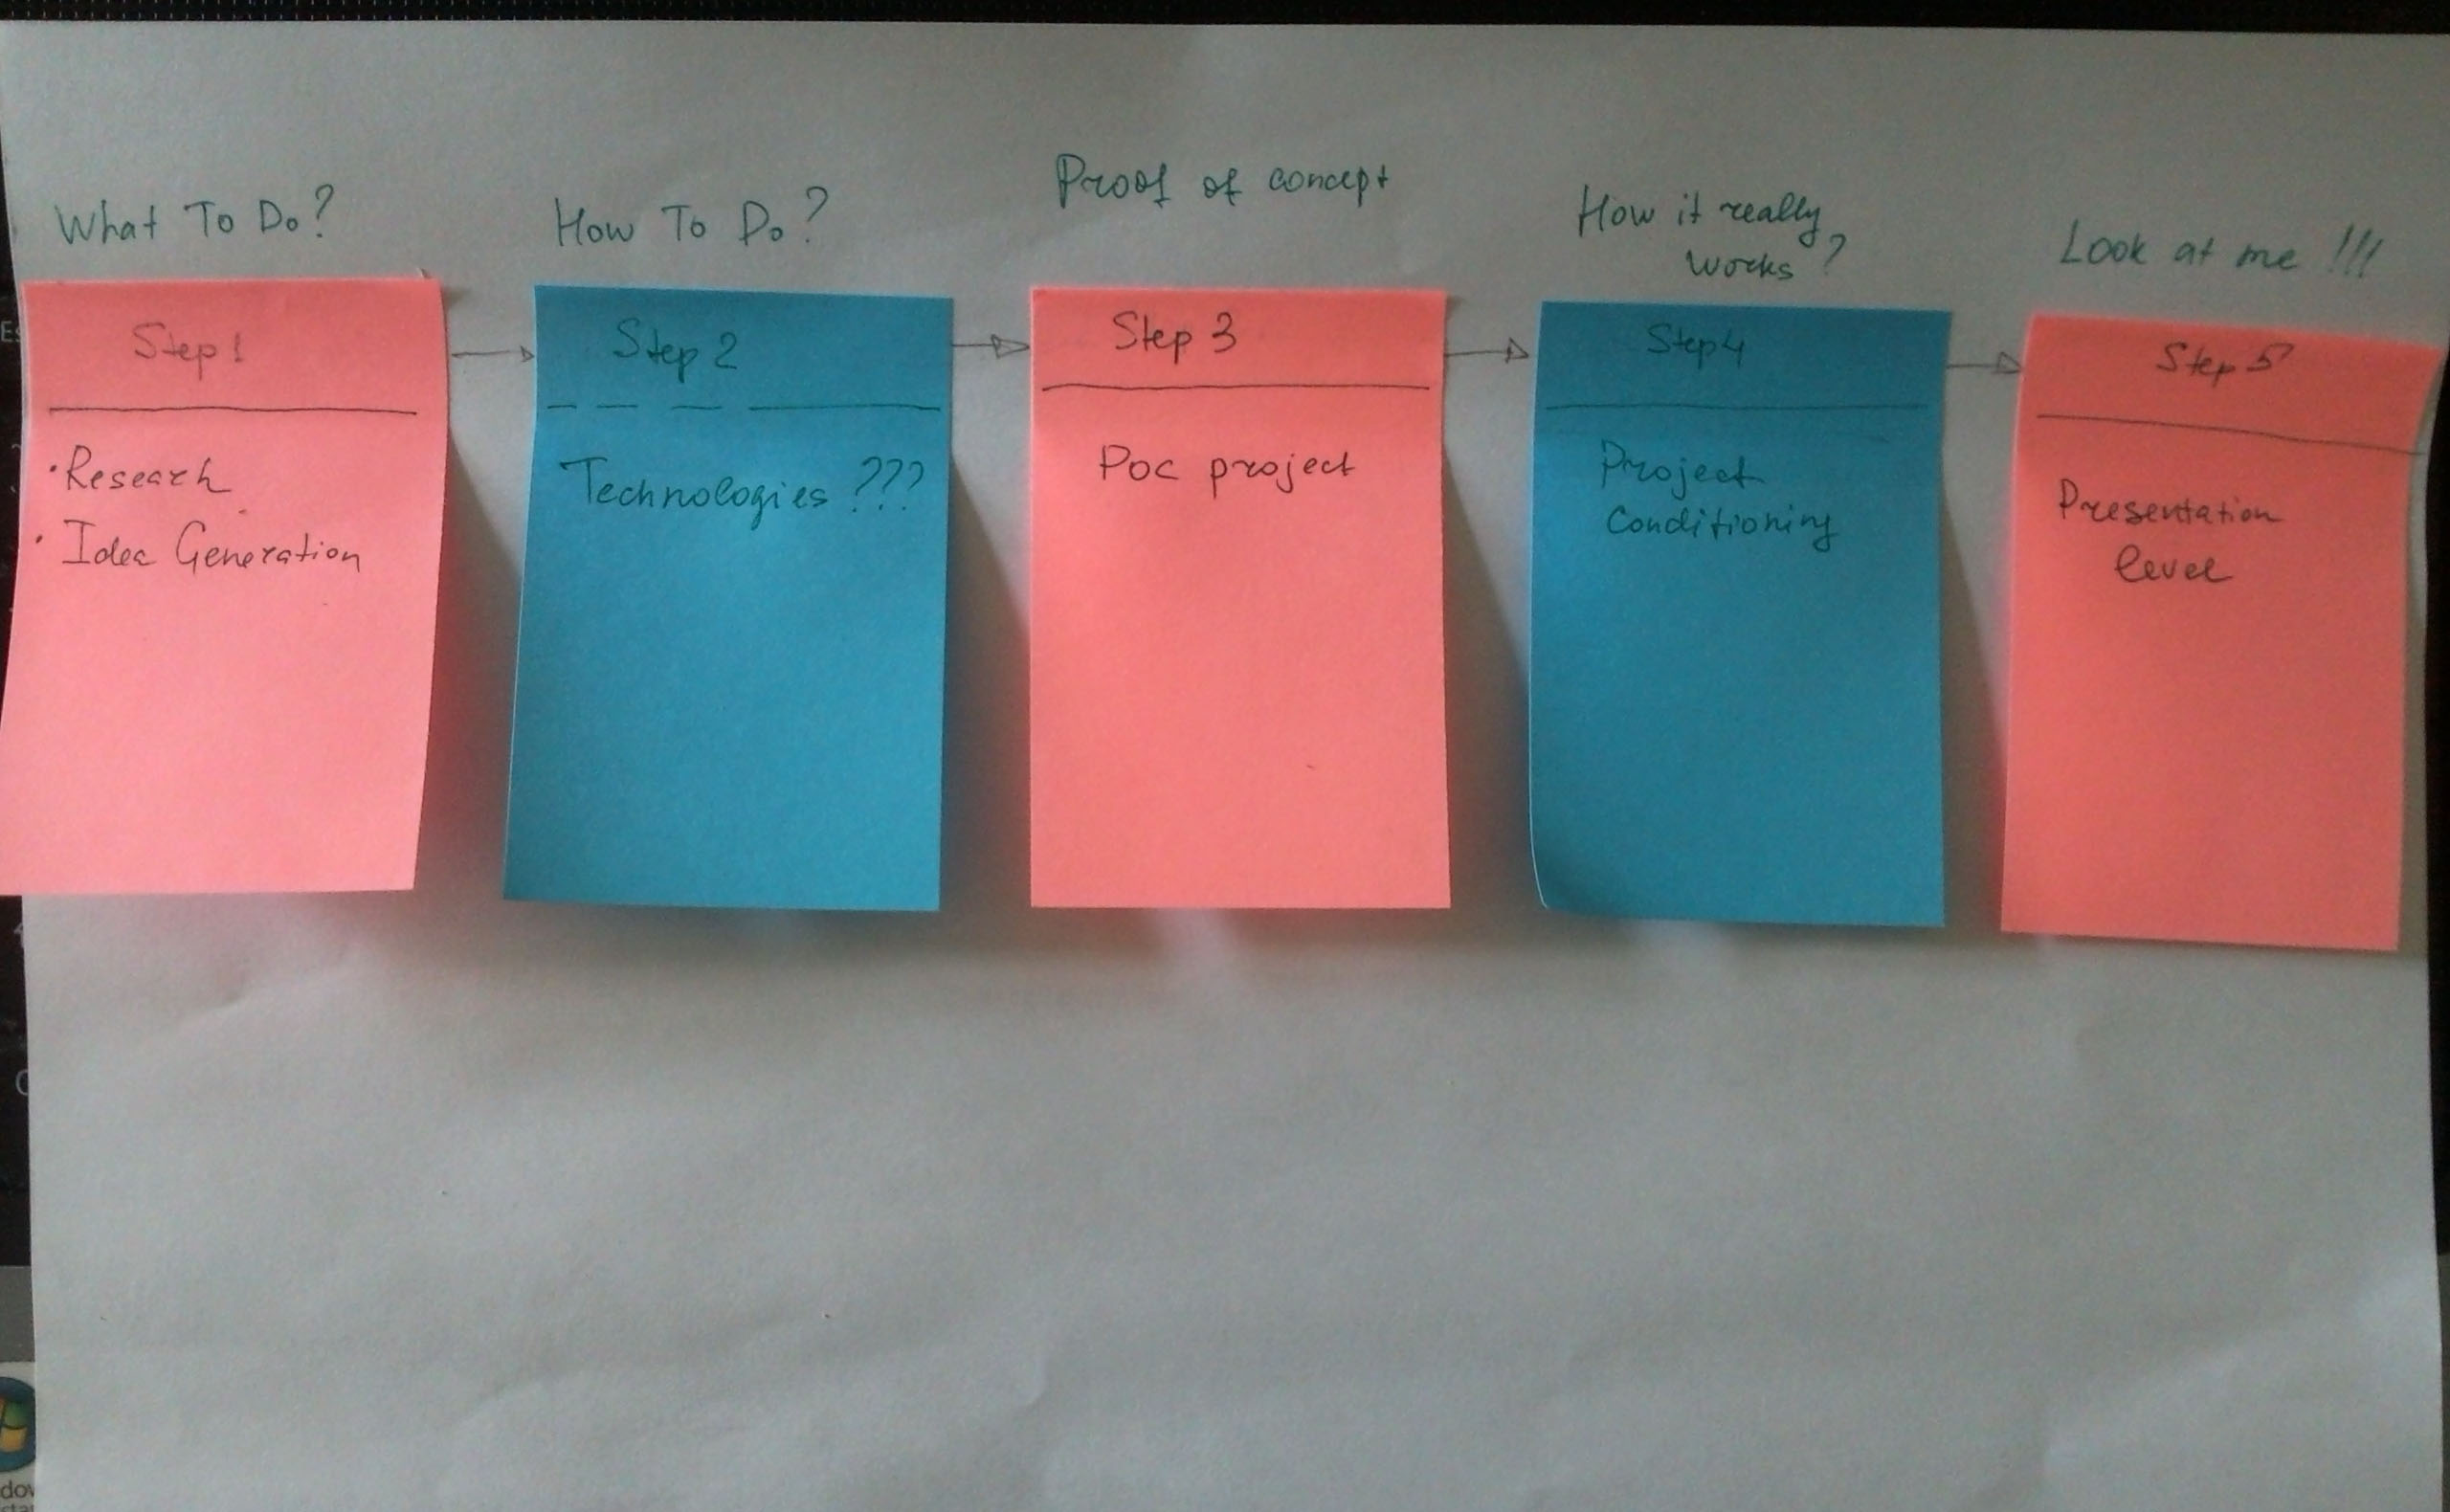 What To Do?
How To Do?
Proof of concept
How it really
works?
Look at me !!!
Step 1
• Research
• Idea Generation
Step 2
Technologies ???
Step 3
Poc project
Step 4
Project
Conditioning
Step 5
Presentation
level